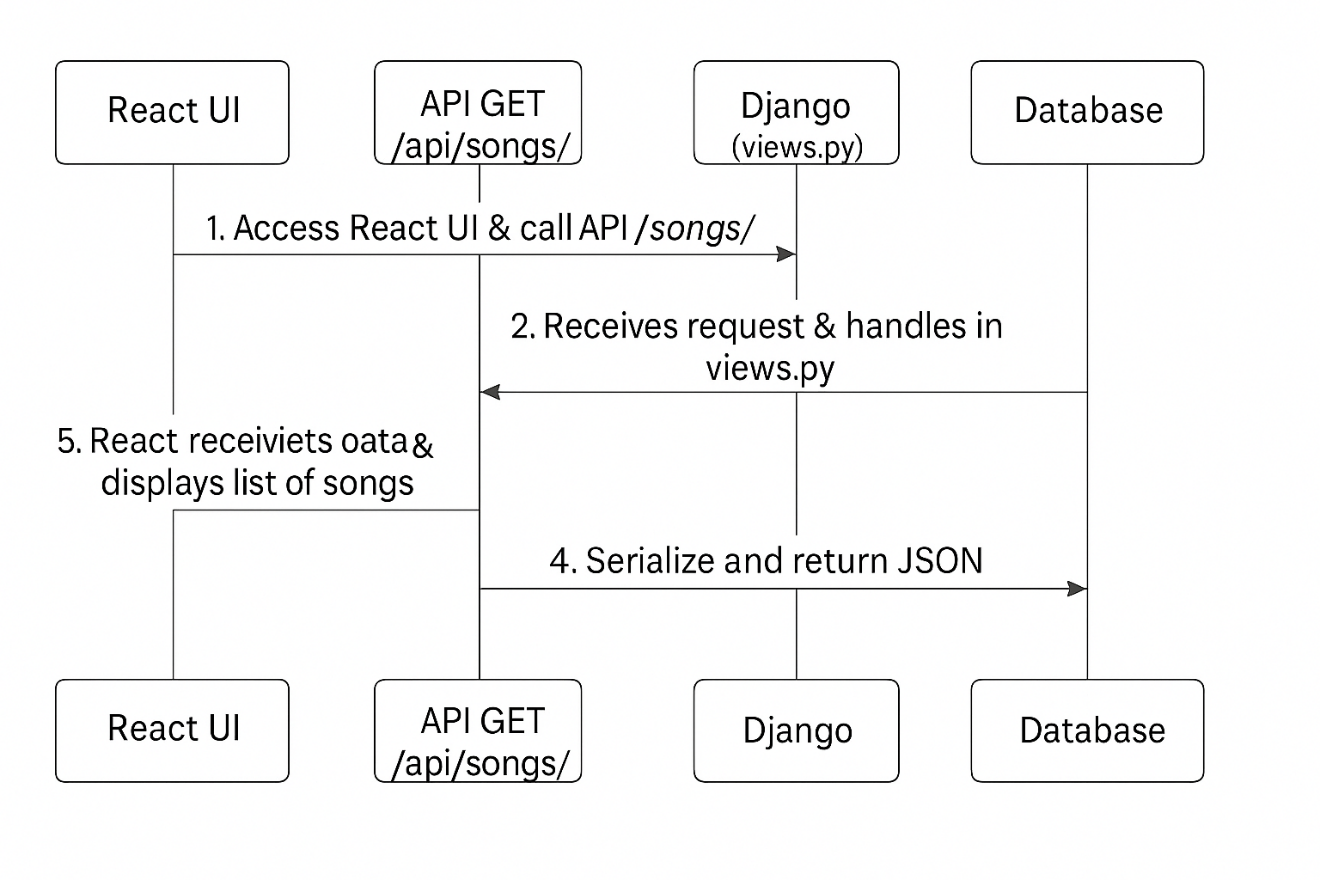 React UI
API GET
/api/songs/
Django
(views.py)
Database
1. Access React UI & call API /songs/
2. Receives request & handles in
views.py
5. React receiviets oata&
displays list of songs
4. Serialize and return JSON
React UI
API GET
/api/songs/
Django
Database